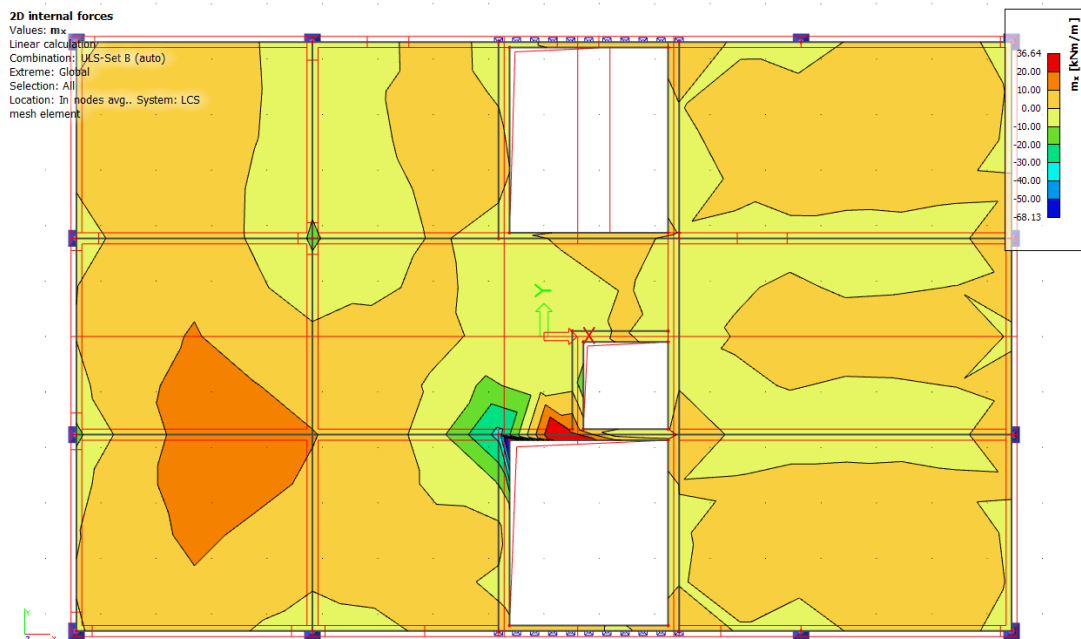 2D internal forces
Values: mₓ
Linear calculation
Combination: ULS-Set B (auto)
Extreme: Global
Selection: All
Location: In nodes avg.. System: LCS
mesh element
mₓ [kNm/m]
36.64
20.00
10.00
0.00
-10.00
-20.00
-30.00
-40.00
-50.00
-68.13
Y
X